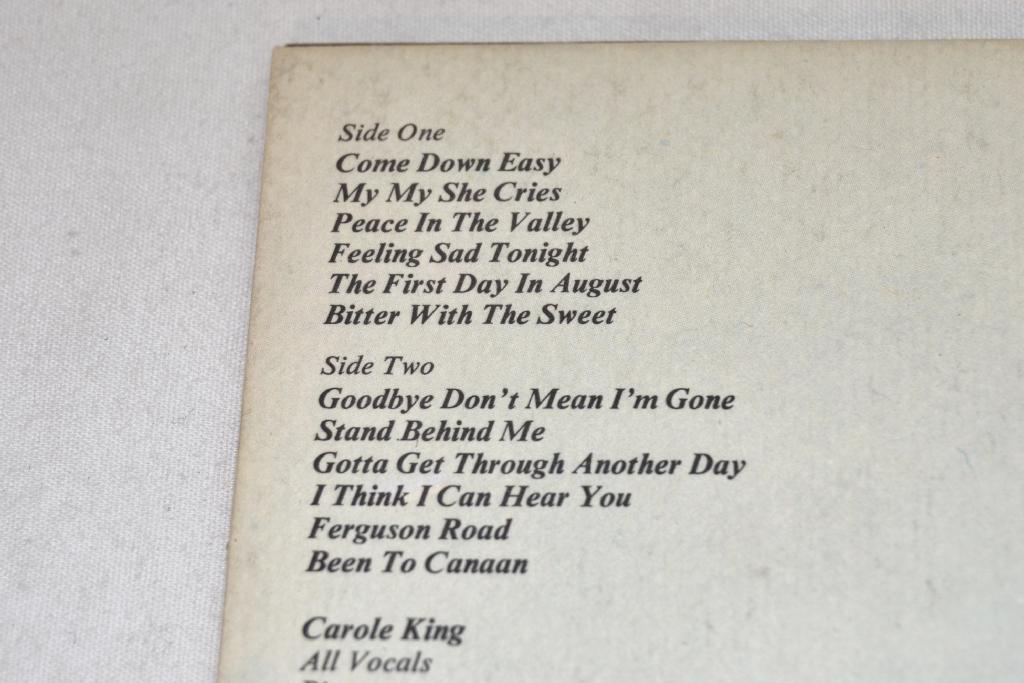 Side One
Come Down Easy
My My She Cries
Peace In The Valley
Feeling Sad Tonight
The First Day In August
Bitter With The Sweet
Side Two
Goodbye Don't Mean I'm Gone
Stand Behind Me
Gotta Get Through Another Day
I Think I Can Hear You
Ferguson Road
Been To Canaan
Carole King
All Vocals